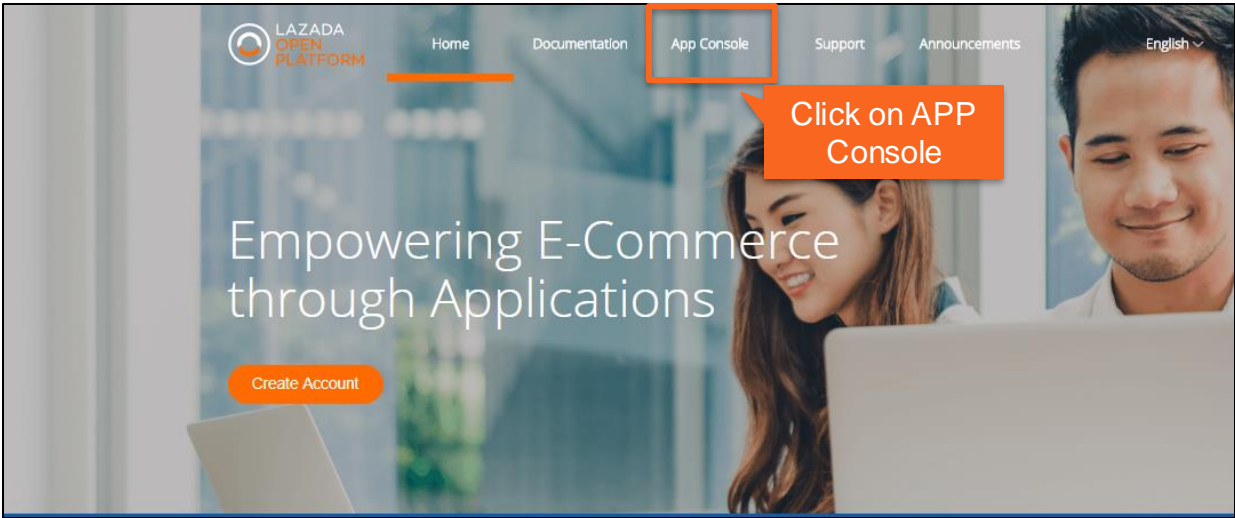 LAZADA
OPEN
PLATFORM
Home
Documentation
App Console
Support
Announcements
English
Click on APP
Console
Empowering E-Commerce
through Applications
Create Account